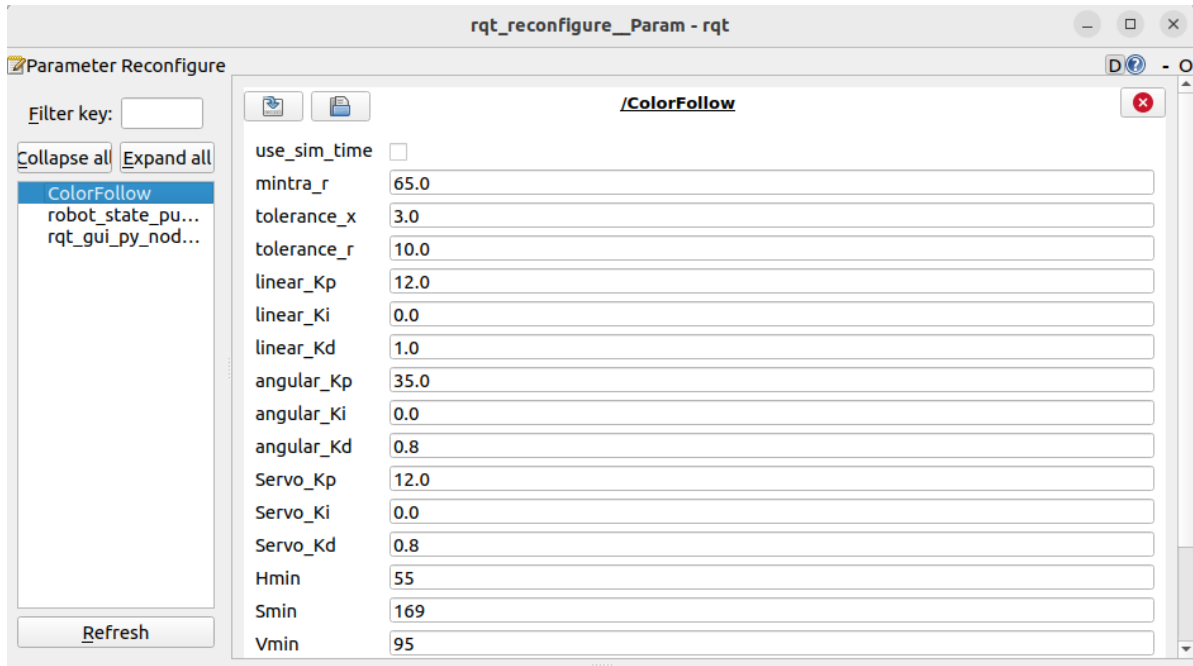 rqt_reconfigure__Param - rqt
Parameter Reconfigure
D
- O
Filter key:
Collapse all
Expand all
ColorFollow
robot_state_pu...
rqt_gui_py_nod...
Refresh
/ColorFollow
use_sim_time
mintra_r 65.0
tolerance_x 3.0
tolerance_r 10.0
linear_Kp 12.0
linear_Ki 0.0
linear_Kd 1.0
angular_Kp 35.0
angular_Ki 0.0
angular_Kd 0.8
Servo_Kp 12.0
Servo_Ki 0.0
Servo_Kd 0.8
Hmin 55
Smin 169
Vmin 95